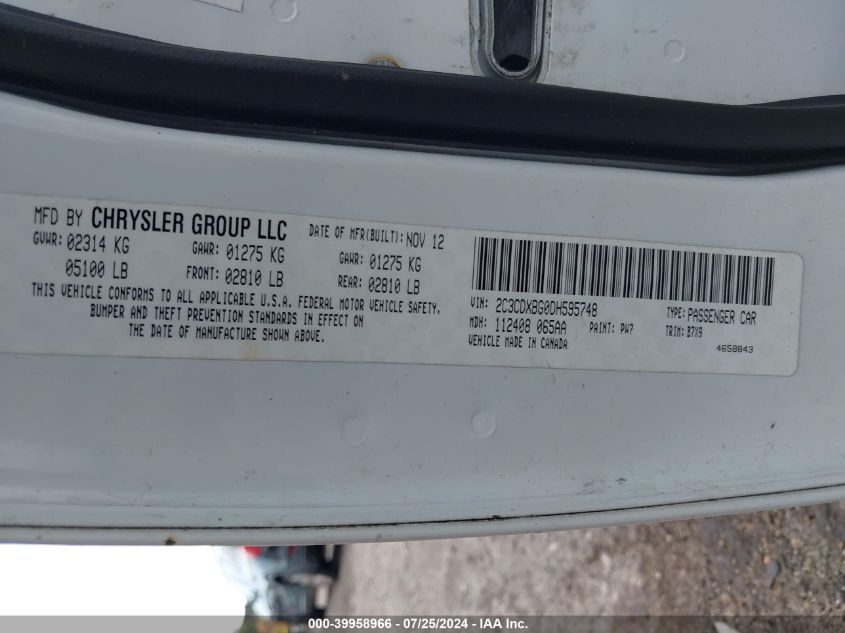 MFD BY CHRYSLER GROUP LLC
DATE OF MFR(BUILT): NOV 12
GVWR: 02314 KG
GAWR: 01275 KG
GAWR: 01275 KG
05100 LB
FRONT: 02810 LB
REAR: 02810 LB
THIS VEHICLE CONFORMS TO ALL APPLICABLE U.S.A. FEDERAL MOTOR VEHICLE SAFETY,
BUMPER AND THEFT PREVENTION STANDARDS IN EFFECT ON
THE DATE OF MANUFACTURE SHOWN ABOVE.
VIN: 2C3CDXBG0DH595748
TYPE: PASSENGER CAR
MDH: 112408 065AA
PAINT: PW7
TRIM: B7X9
VEHICLE MADE IN CANADA
4658843
000-39958966 - 07/25/2024 - IAA Inc.